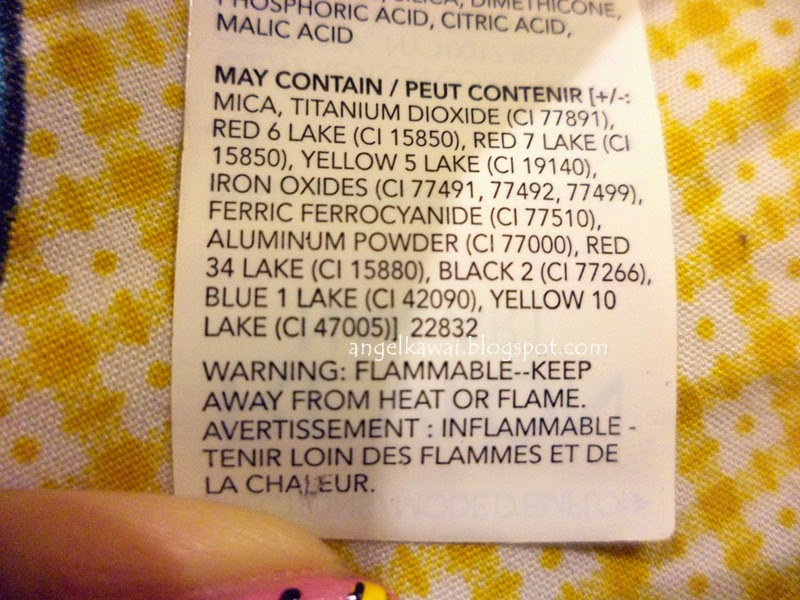 SILICA, DIMETHICONE,
PHOSPHORIC ACID, CITRIC ACID,
MALIC ACID
MAY CONTAIN / PEUT CONTENIR [+/-:
MICA, TITANIUM DIOXIDE (CI 77891),
RED 6 LAKE (CI 15850), RED 7 LAKE (CI
15850), YELLOW 5 LAKE (CI 19140),
IRON OXIDES (CI 77491, 77492, 77499),
FERRIC FERROCYANIDE (CI 77510),
ALUMINUM POWDER (CI 77000), RED
34 LAKE (CI 15880), BLACK 2 (CI 77266),
BLUE 1 LAKE (CI 42090), YELLOW 10
LAKE (CI 47005)] 22832
angelkawai.blogspot.com
WARNING: FLAMMABLE--KEEP
AWAY FROM HEAT OR FLAME.
AVERTISSEMENT : INFLAMMABLE -
TENIR LOIN DES FLAMMES ET DE
LA CHALEUR.